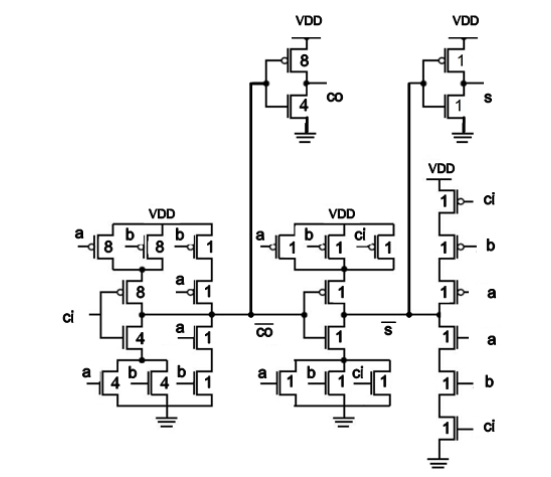 VDD VDD
8 1
co s
4 1
VDD
1 ci
VDD VDD
a 8 b 8 b 1 a 1 b 1 ci 1 1 b
8 a 1 1 1 a
ci
co s
4 a 1 1 1 a
a 4 b 4 b 1 a 1 b 1 ci 1 1 b
1 ci